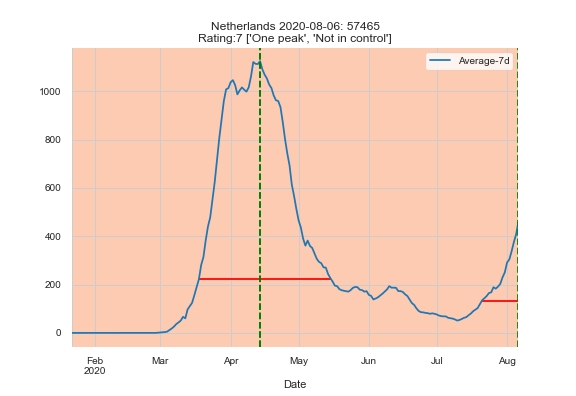 Netherlands 2020-08-06: 57465
Rating:7 ['One peak', 'Not in control']
Average-7d
1000
800
600
400
200
0
Feb Mar Apr May Jun Jul Aug
2020
Date